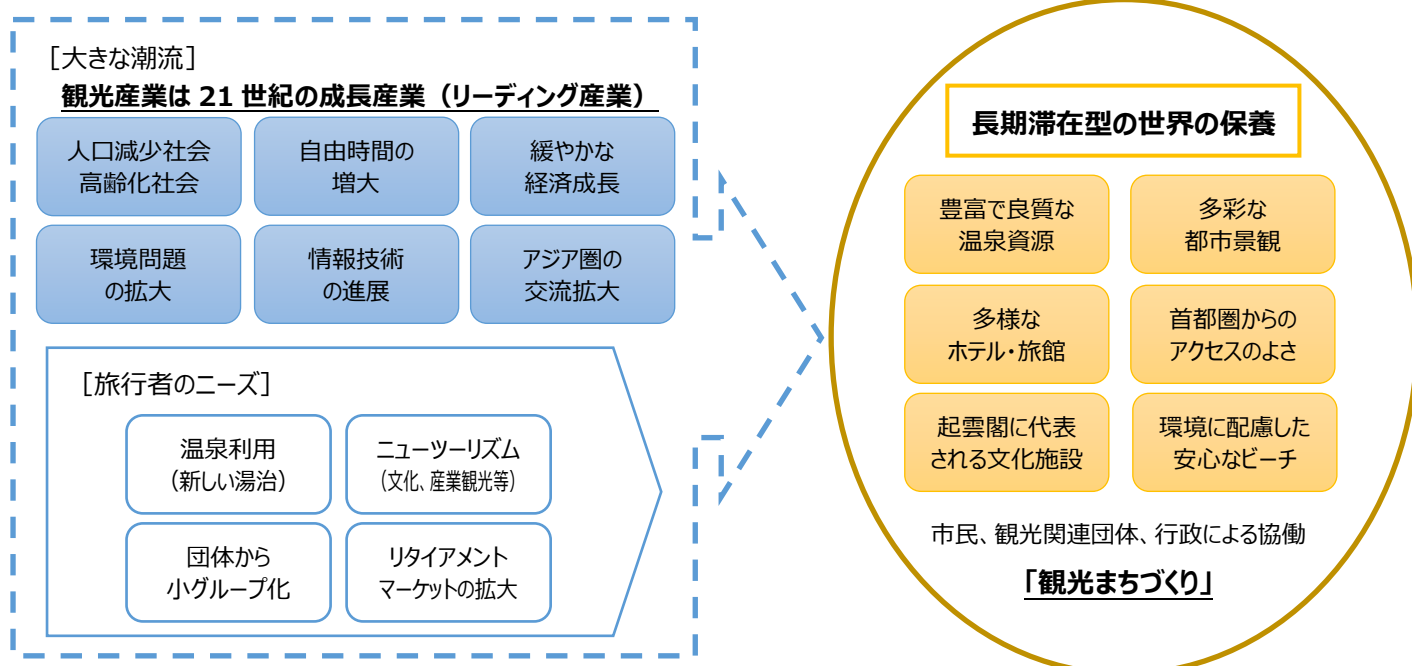 ［大きな潮流］
観光産業は 21 世紀の成長産業（リーディング産業）
人口減少社会
高齢化社会
自由時間の
増大
緩やかな
経済成長
環境問題
の拡大
情報技術
の進展
アジア圏の
交流拡大
［旅行者のニーズ］
温泉利用
（新しい湯治）
ニューツーリズム
（文化、産業観光等）
団体から
小グループ化
リタイアメント
マーケットの拡大
長期滞在型の世界の保養
豊富で良質な
温泉資源
多彩な
都市景観
多様な
ホテル・旅館
首都圏からの
アクセスのよさ
起雲閣に代表
される文化施設
環境に配慮した
安心なビーチ
市民、観光関連団体、行政による協働
「観光まちづくり」